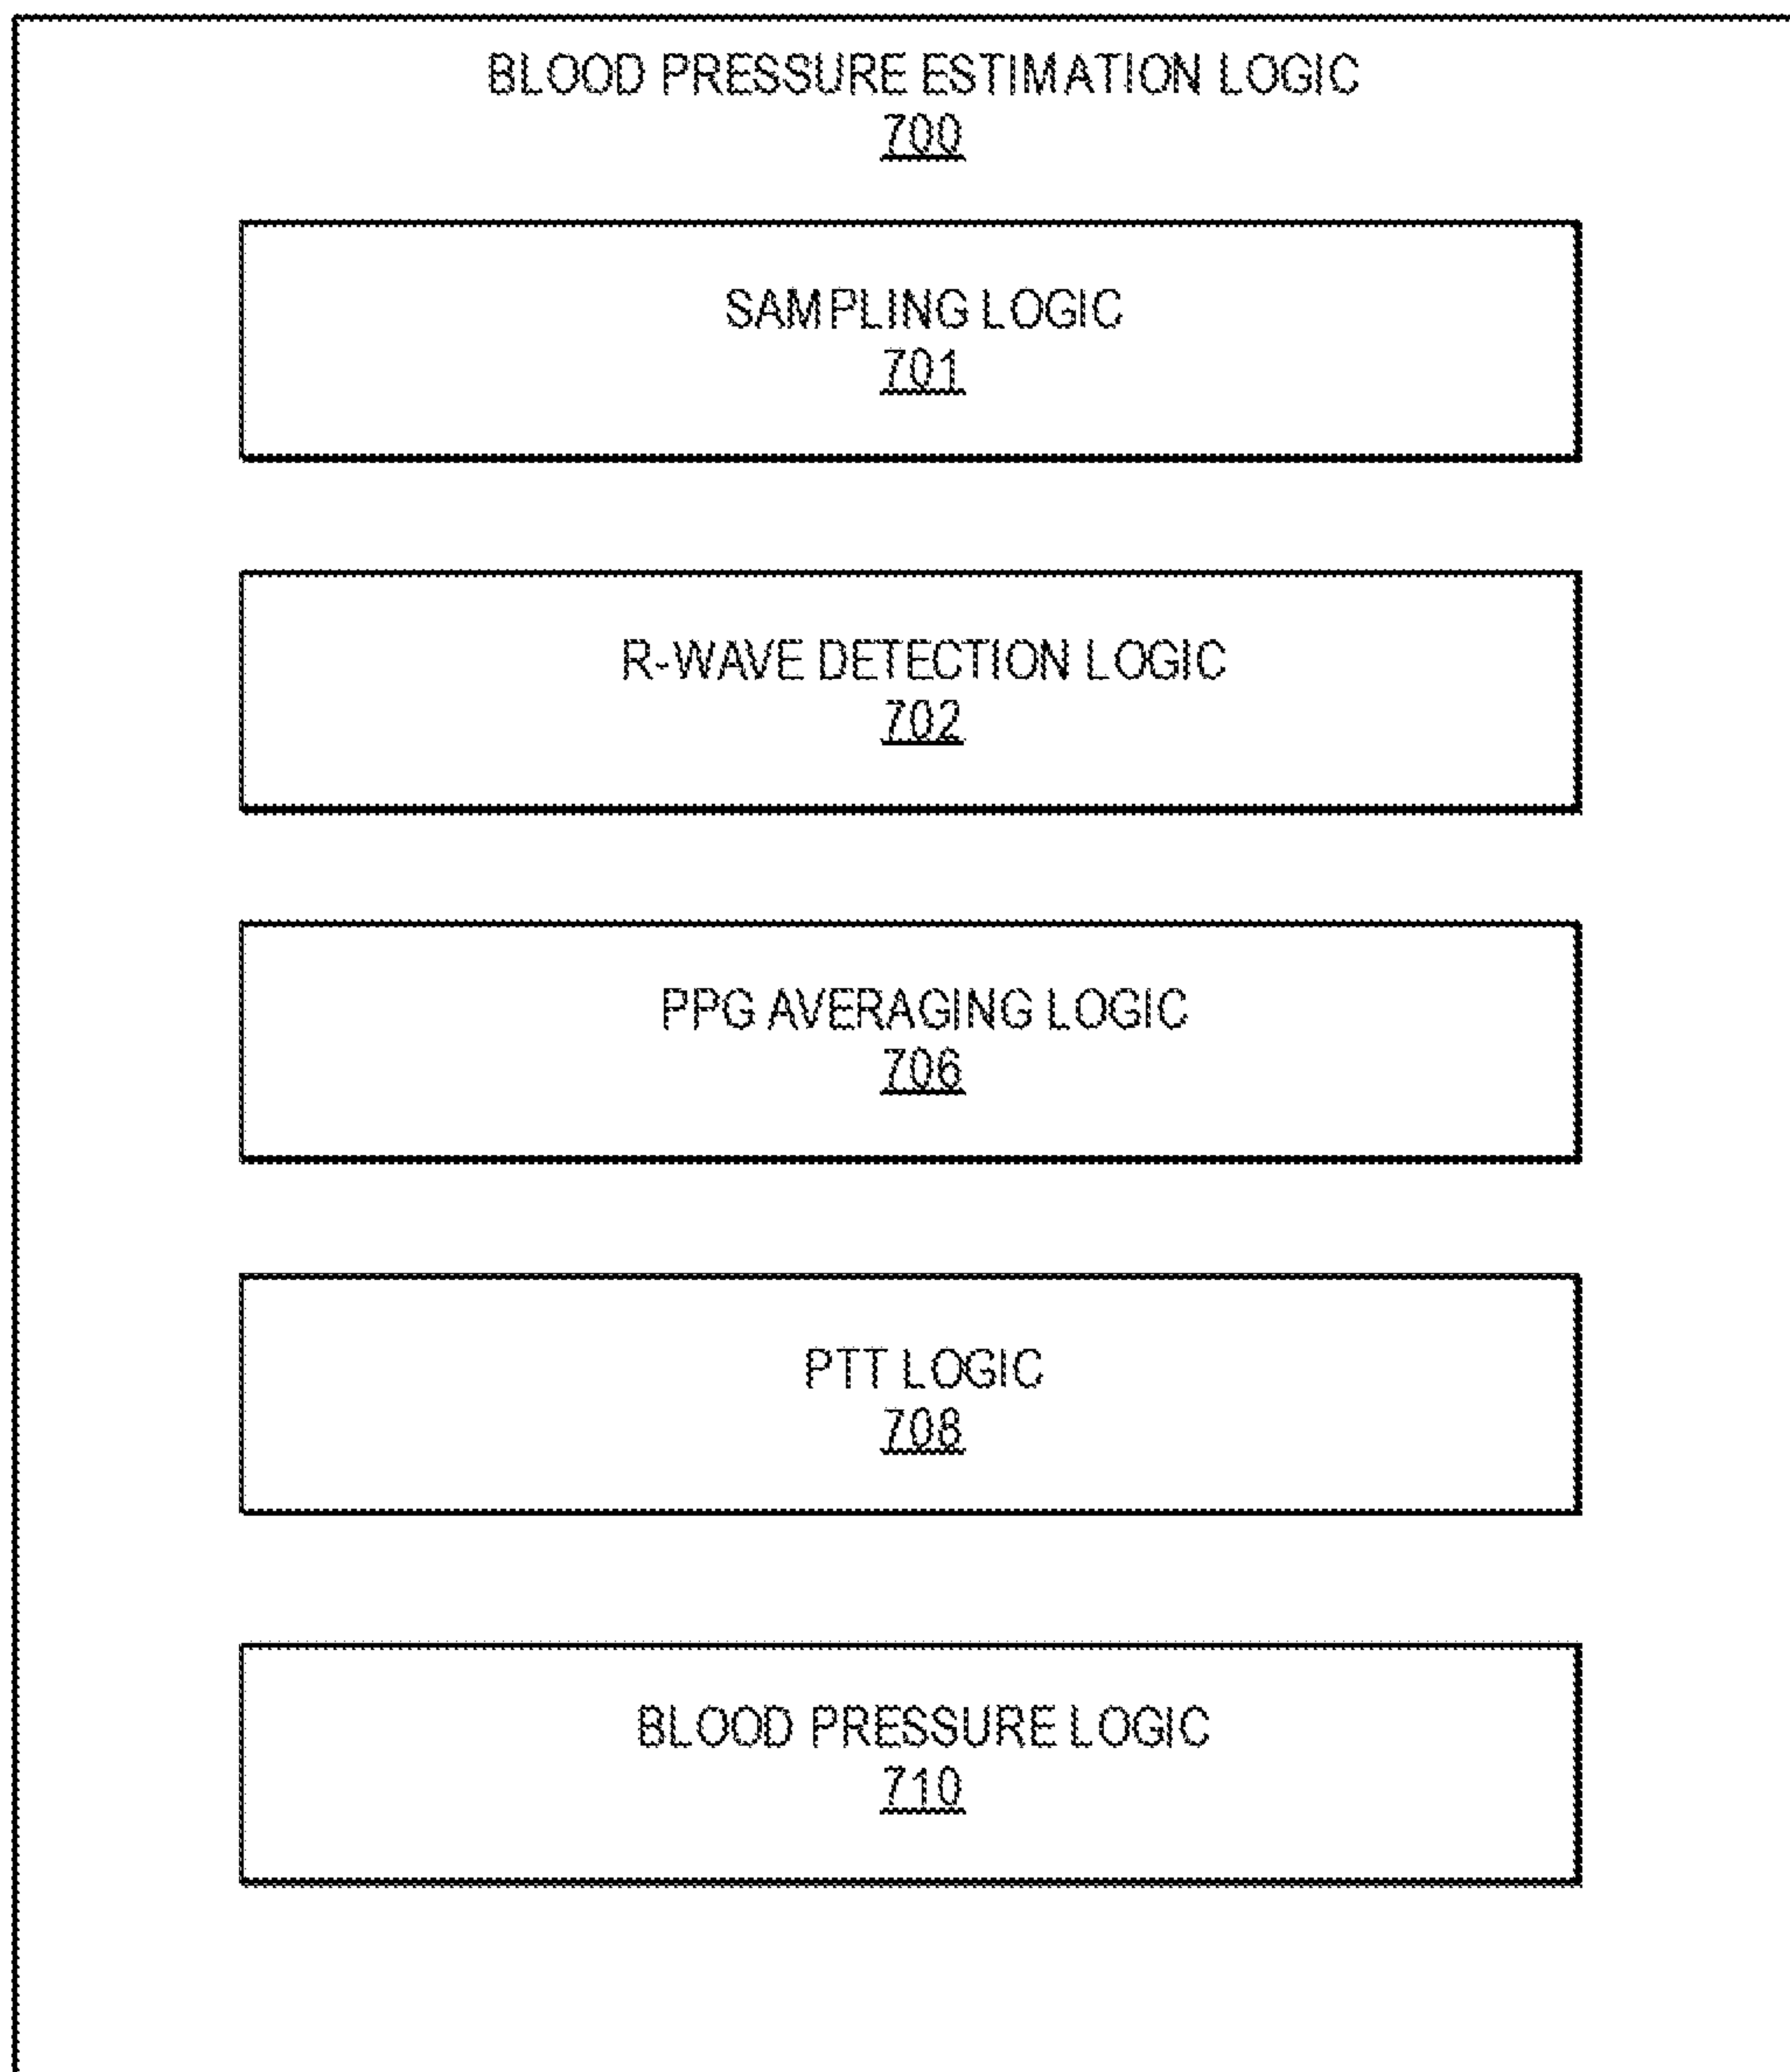 BLOOD PRESSURE ESTIMATION LOGIC
700
SAMPLING LOGIC
701
R-WAVE DETECTION LOGIC
702
PPG AVERAGING LOGIC
706
PTT LOGIC
708
BLOOD PRESSURE LOGIC
710